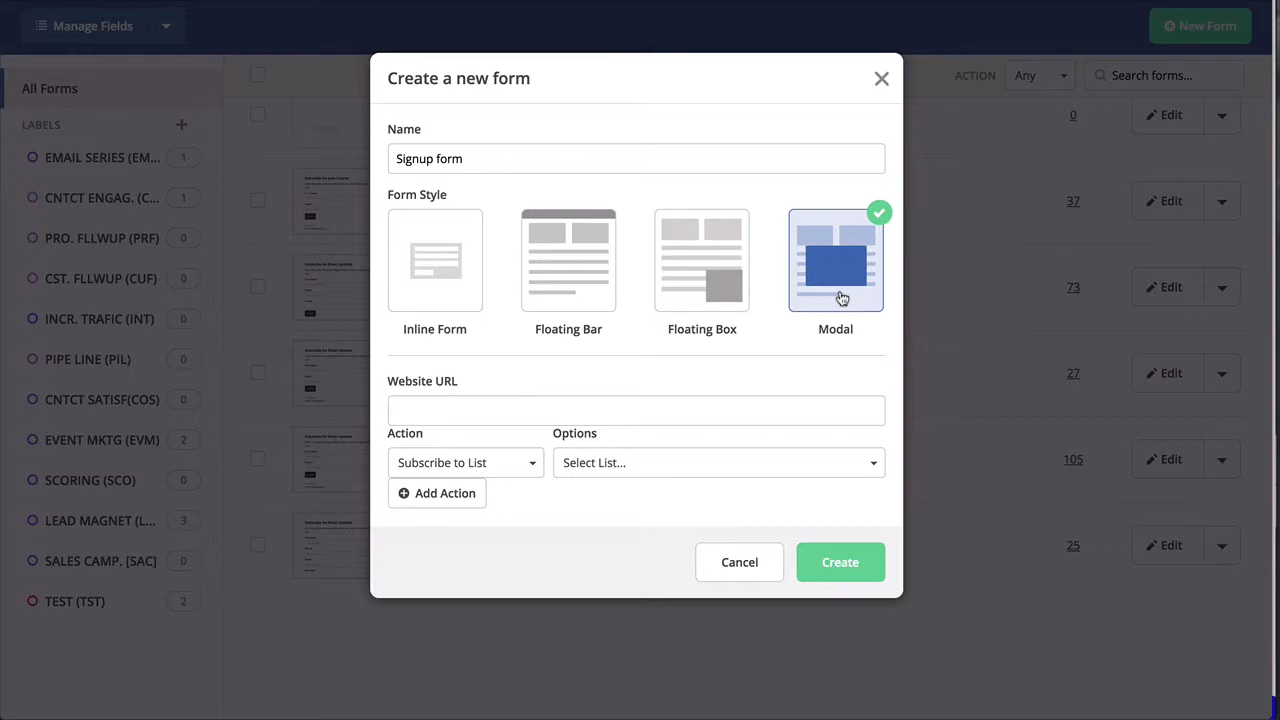 Manage Fields
New Form
All Forms
ACTION
Any
Search forms...
LABELS
EMAIL SERIES (EM... 1
CNTCT ENGAG. (C... 1
PRO. FLLWUP (PRF) 0
CST. FLLWUP (CUF) 0
INCR. TRAFIC (INT) 0
PIPE LINE (PIL) 0
CNTCT SATISF(COS) 0
EVENT MKTG (EVM) 2
SCORING (SCO) 0
LEAD MAGNET (L... 3
SALES CAMP. [SAC] 0
TEST (TST) 2
Create a new form
Name
Signup form
Form Style
Inline Form
Floating Bar
Floating Box
Modal
Website URL
Action
Options
Subscribe to List
Select List...
Add Action
Cancel
Create
0 Edit
37 Edit
73 Edit
27 Edit
105 Edit
25 Edit